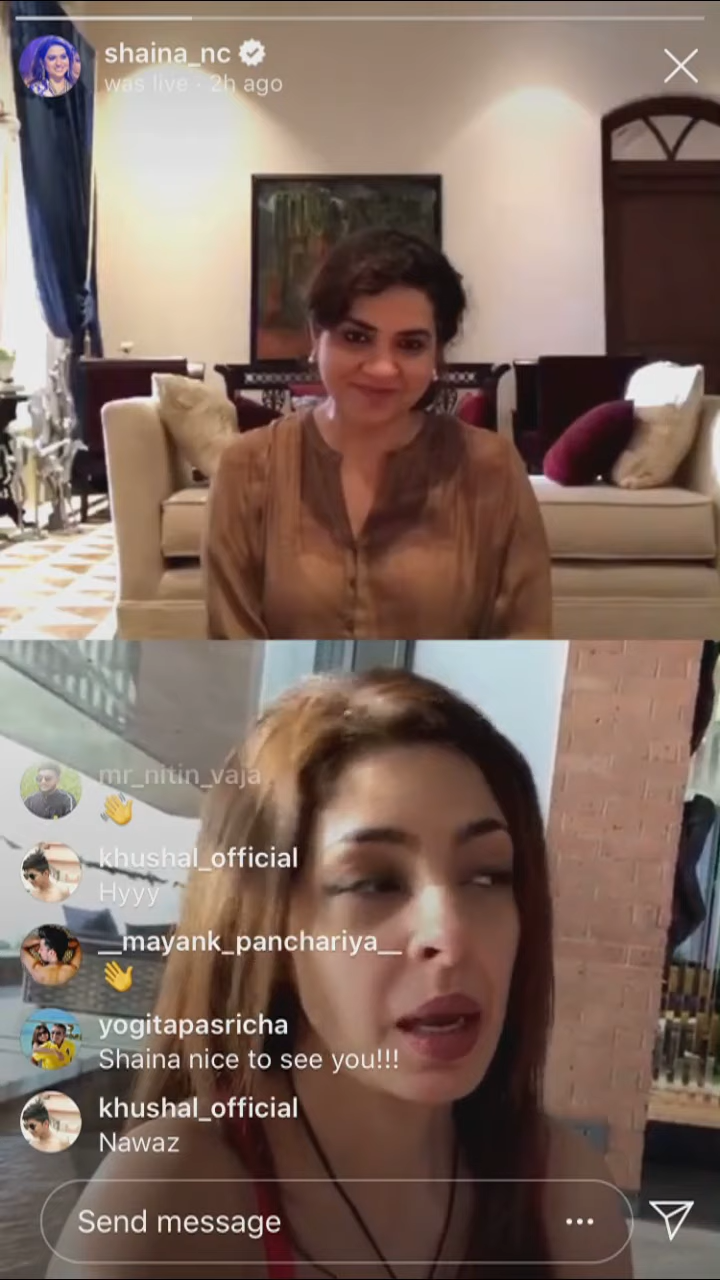 shaina_nc
was live · 2h ago
mr_nitin_vaja
👋
khushal_official
Hyyy
__mayank_panchariya__
👋
yogitapasricha
Shaina nice to see you!!!
khushal_official
Nawaz
Send message